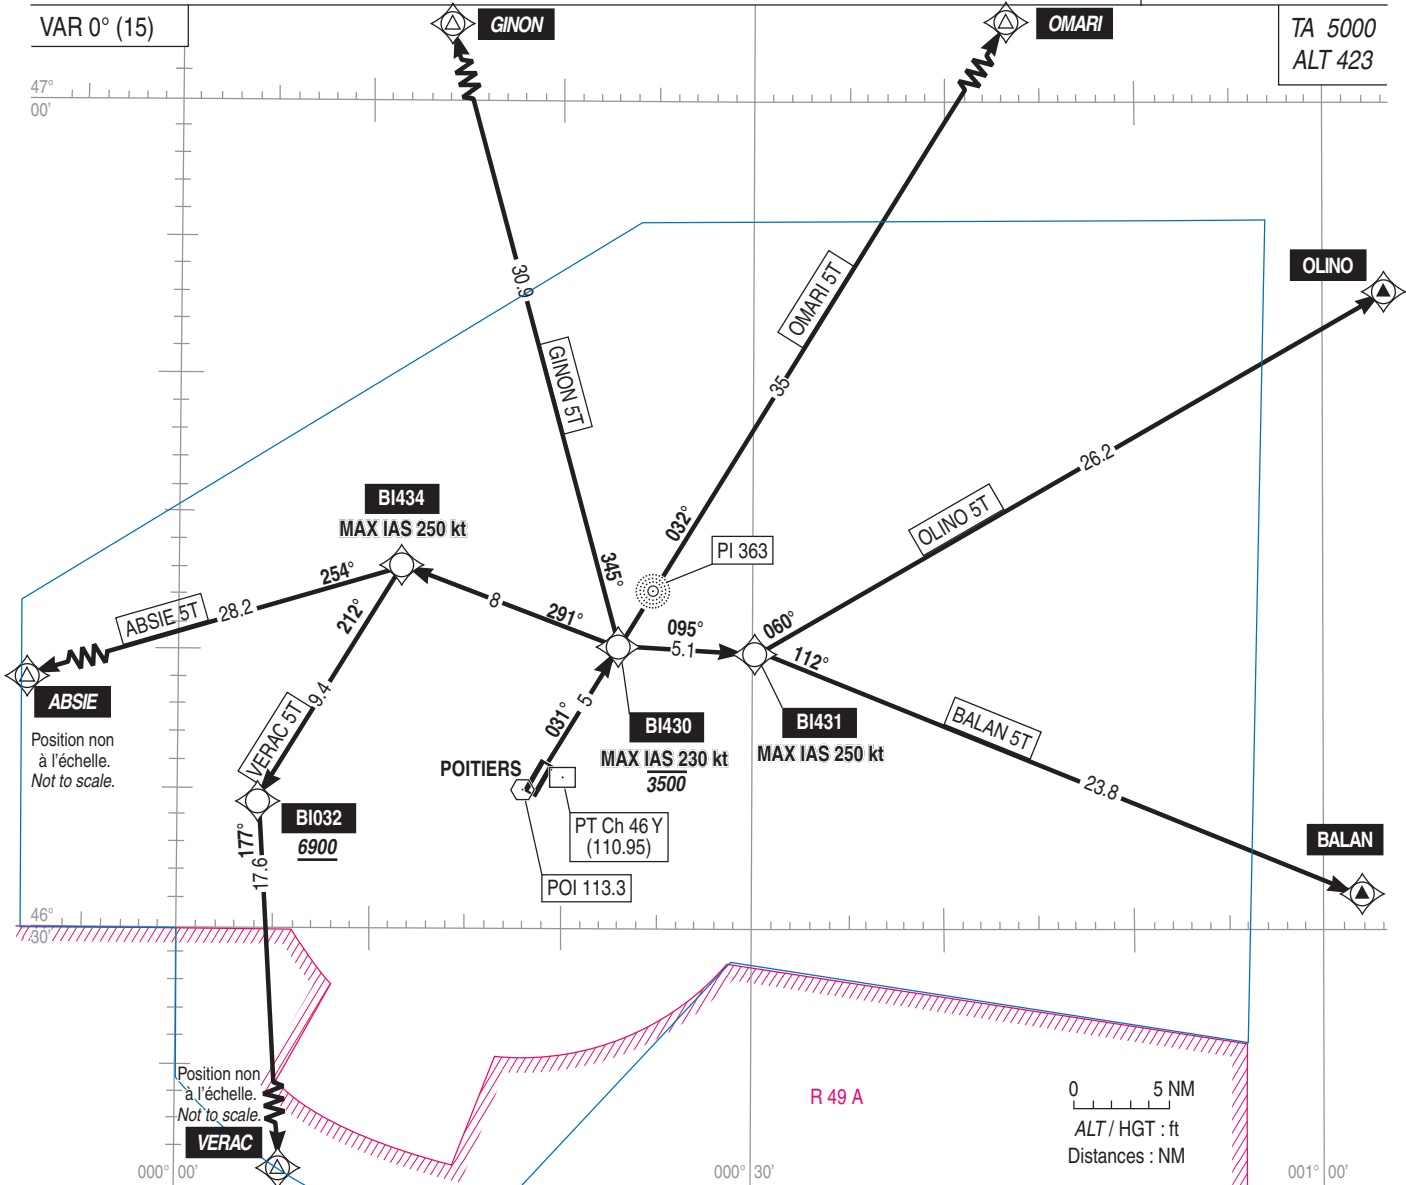 VAR 0° (15)
GINON
OMARI
TA 5000
ALT 423
47°
00'
OLINO
30.9
OMARI 5T
GINON 5T
35
26.2
BI434
MAX IAS 250 kt
OLINO 5T
032°
PI 363
345°
254°
ABSIE 5T
28.2
212°
8
291°
095°
5.1
060°
112°
ABSIE
Position non
à l'échelle.
Not to scale.
9.4
VERAC 5T
031°
5
BI430
MAX IAS 230 kt
3500
BI431
MAX IAS 250 kt
BALAN 5T
23.8
POITIERS
BI032
6900
177°
17.6
PT Ch 46 Y
(110.95)
POI 113.3
BALAN
46°
30'
Position non
à l'échelle.
Not to scale.
VERAC
R 49 A
0 5 NM
ALT / HGT : ft
Distances : NM
000° 00'
000° 30'
001° 00'